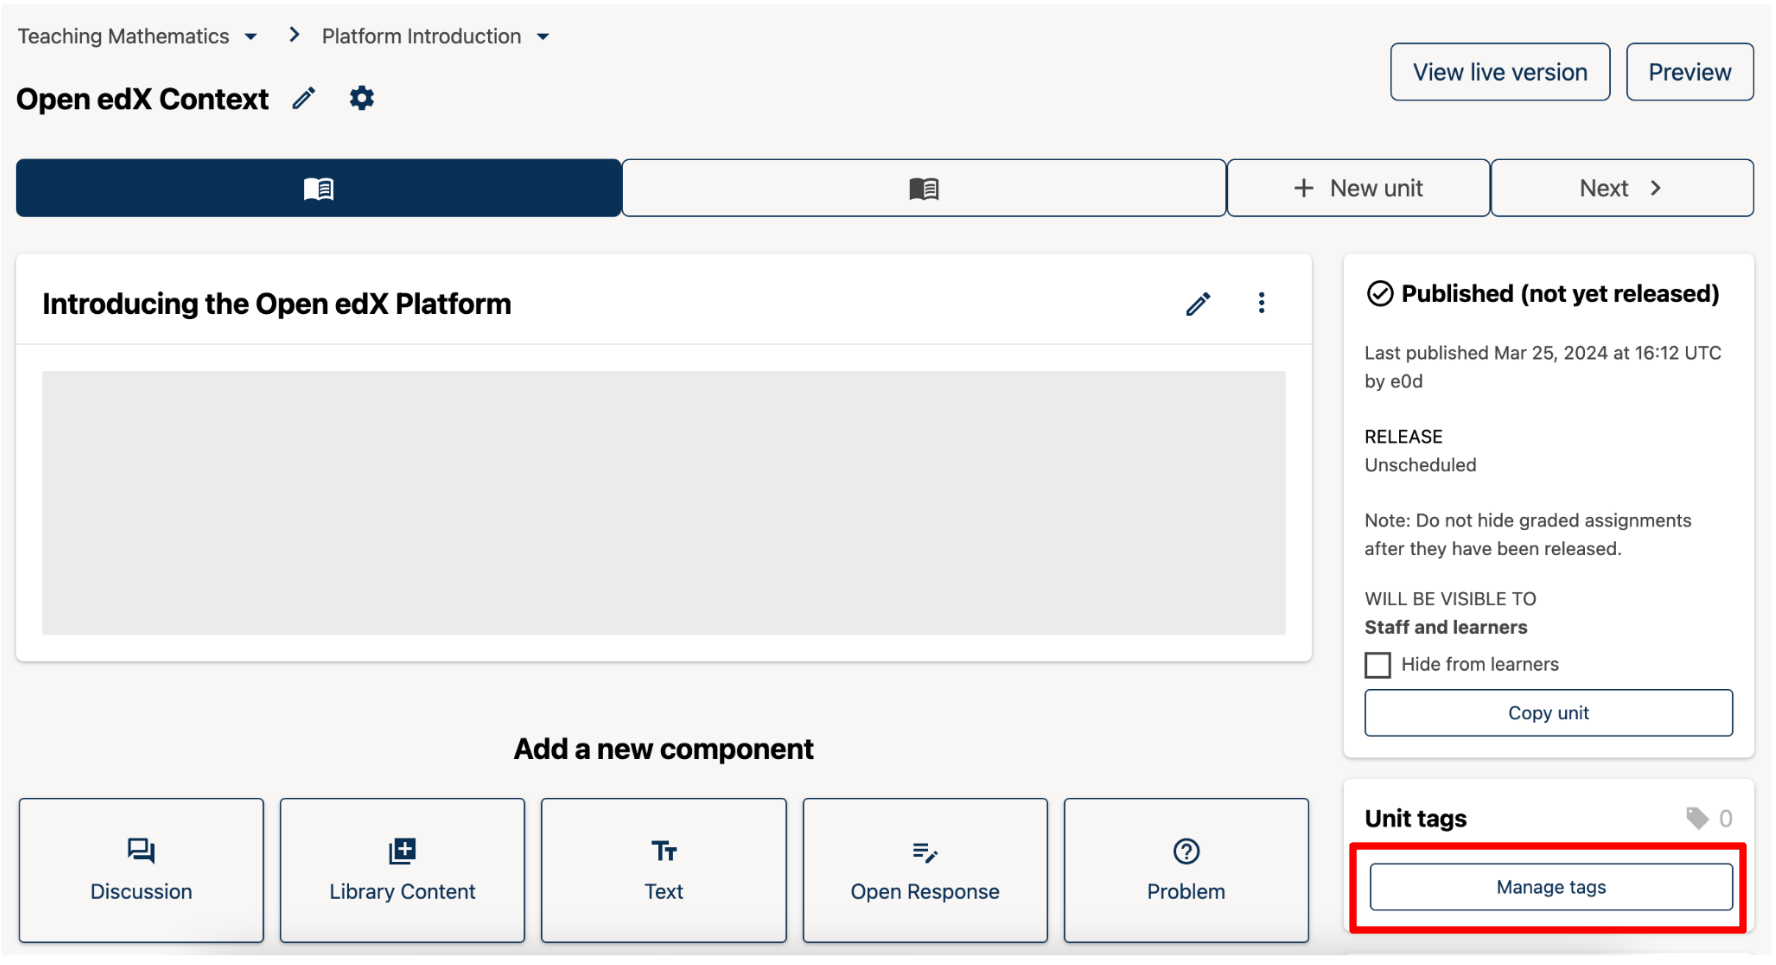 Teaching Mathematics > Platform Introduction
View live version
Preview
Open edX Context
+ New unit
Next >
Introducing the Open edX Platform
Published (not yet released)
Last published Mar 25, 2024 at 16:12 UTC
by e0d
RELEASE
Unscheduled
Note: Do not hide graded assignments
after they have been released.
WILL BE VISIBLE TO
Staff and learners
Hide from learners
Copy unit
Add a new component
Discussion
Library Content
Tт
Text
Open Response
Problem
Unit tags
0
Manage tags